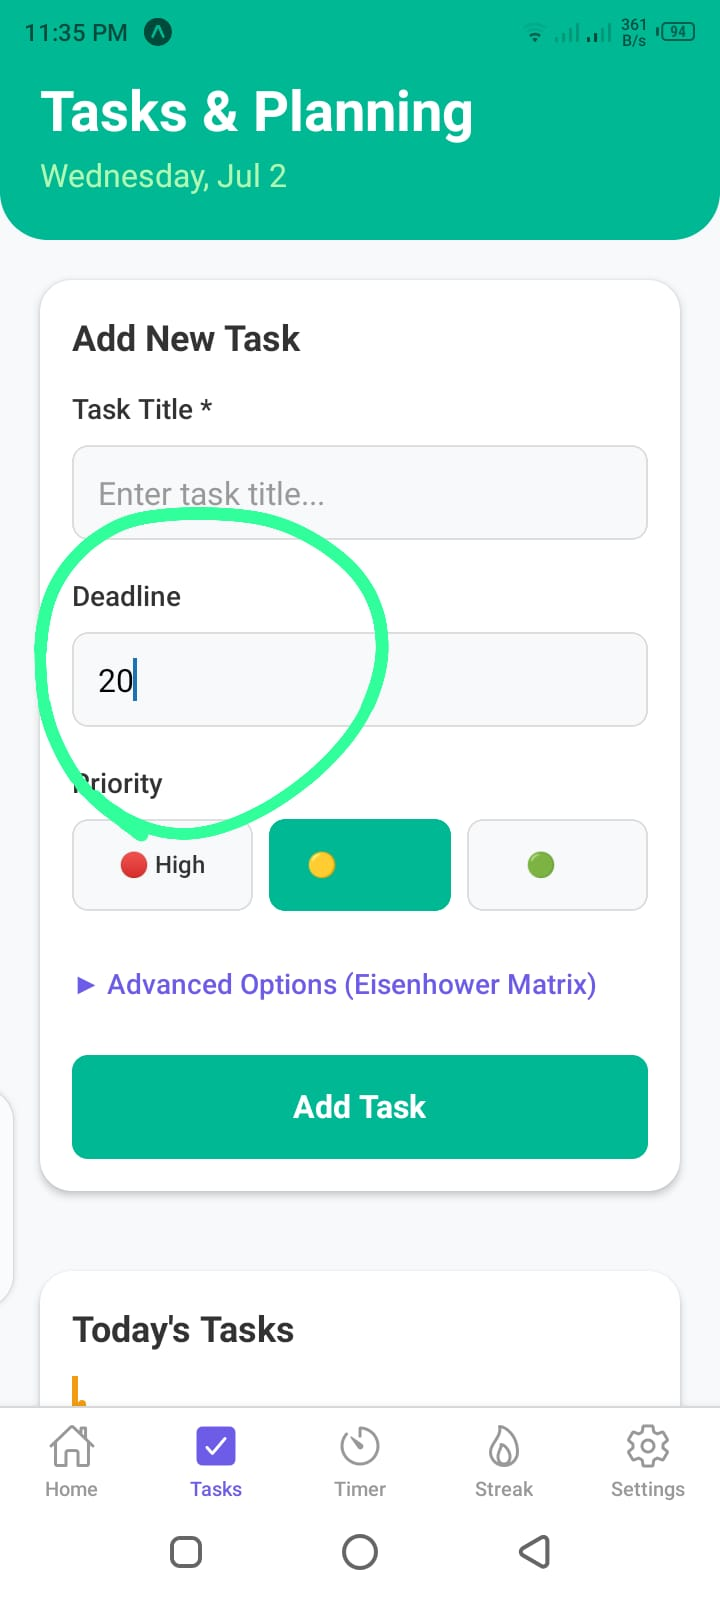 11:35 PM
361
B/s
94
Tasks & Planning
Wednesday, Jul 2
Add New Task
Task Title *
Enter task title...
Deadline
20
Priority
High
► Advanced Options (Eisenhower Matrix)
Add Task
Today's Tasks
Home
Tasks
Timer
Streak
Settings